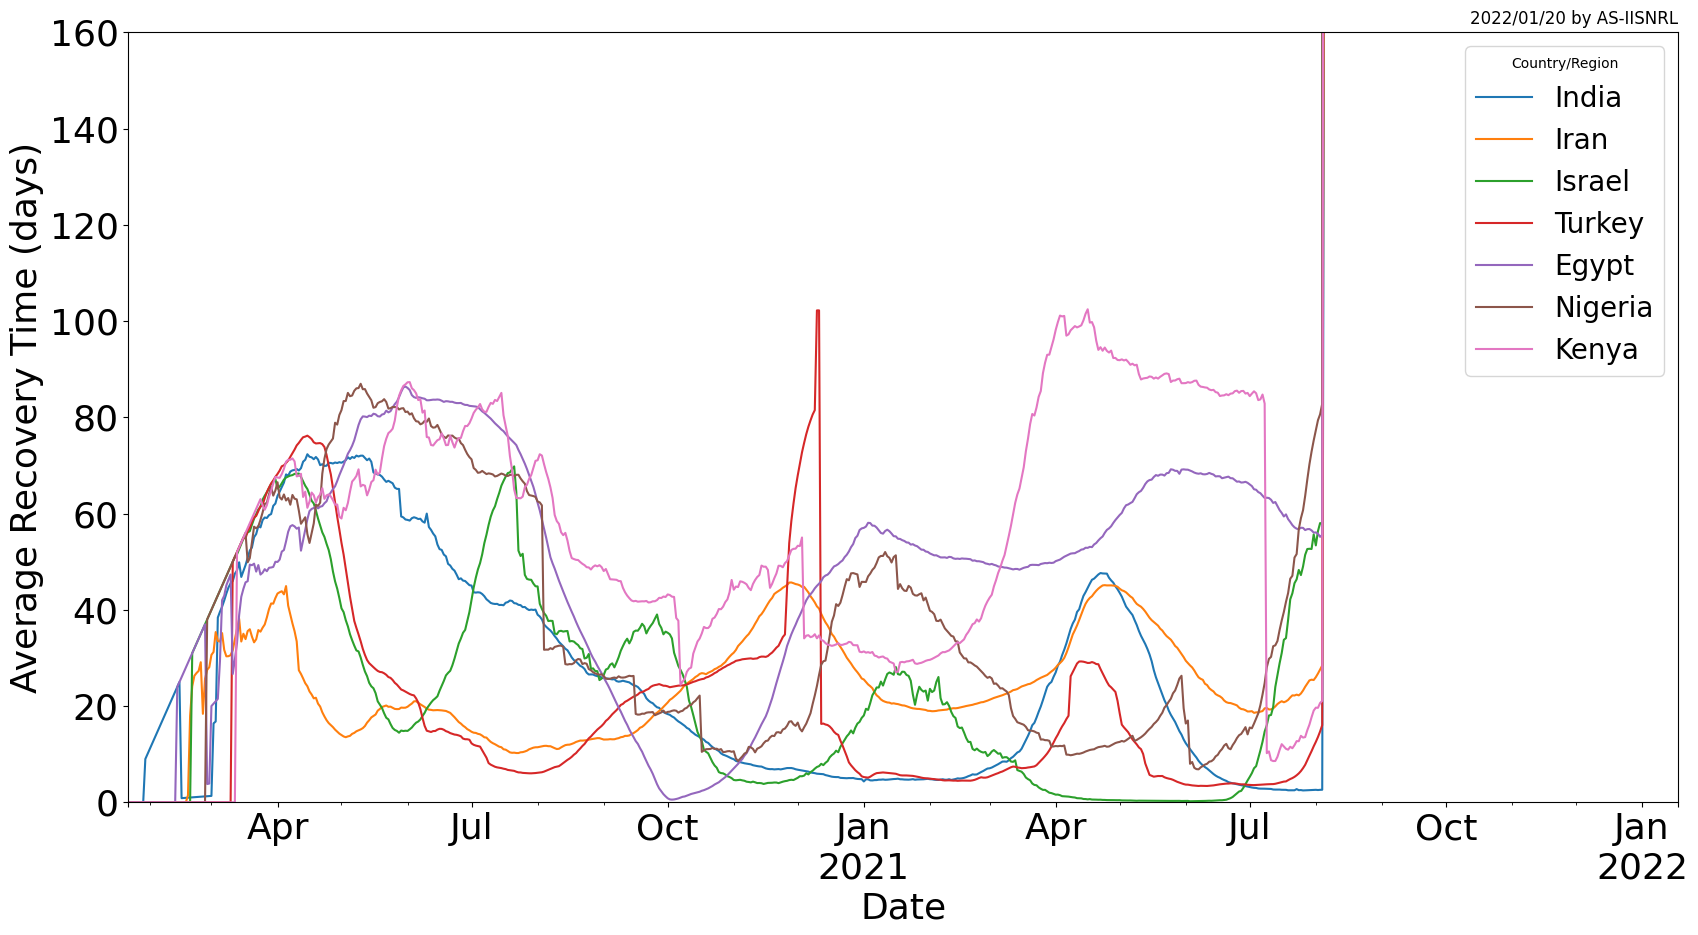 2022/01/20 by AS-IISNRL
Average Recovery Time (days)
160
140
120
100
80
60
40
20
0
Country/Region
India
Iran
Israel
Turkey
Egypt
Nigeria
Kenya
Apr Jul Oct Jan Apr Jul Oct Jan
2021 2022
Date